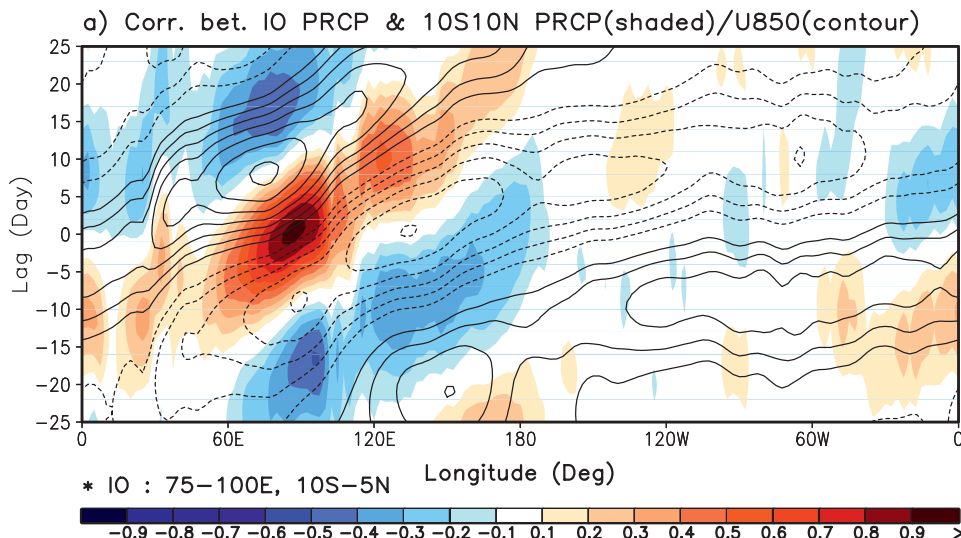 a) Corr. bet. IO PRCP & 10S10N PRCP(shaded)/U850(contour)
25
20
15
10
5
0
−5
−10
−15
−20
−25
Lag (Day)
0 60E 120E 180 120W 60W 0
Longitude (Deg)
* IO : 75−100E, 10S−5N
−0.9 −0.8 −0.7 −0.6 −0.5 −0.4 −0.3 −0.2 −0.1 0.1 0.2 0.3 0.4 0.5 0.6 0.7 0.8 0.9 >